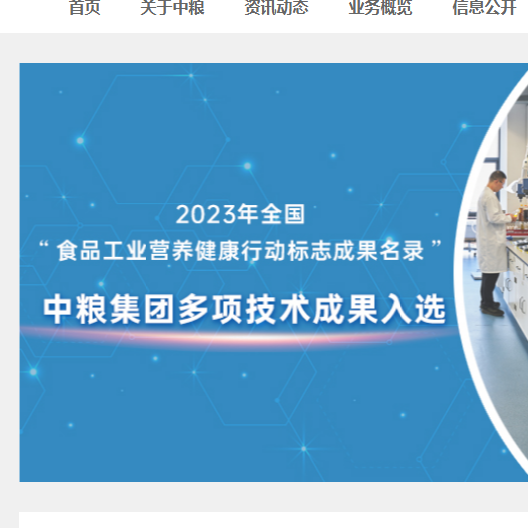 首页 关于中粮 资讯动态 业务概览 信息公开
2023年全国
“食品工业营养健康行动标志成果名录”
中粮集团多项技术成果入选